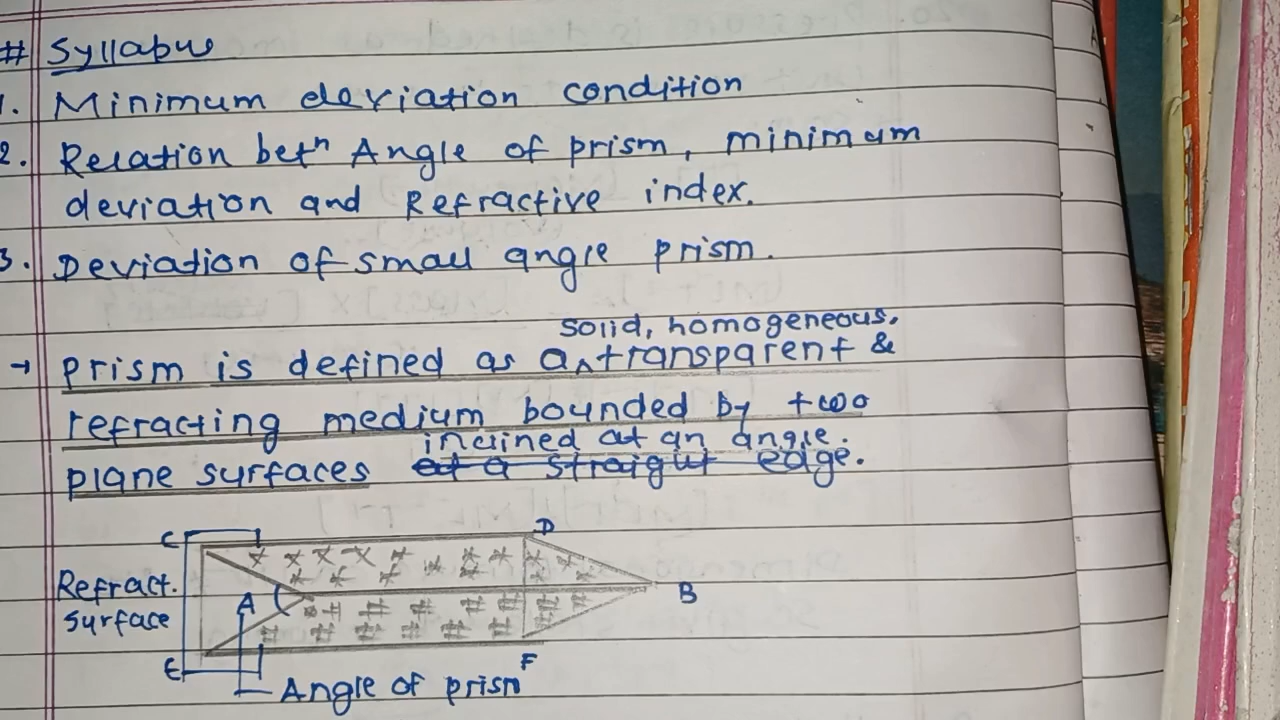 # Syllabus
1. Minimum deviation condition
2. Relation betⁿ Angle of prism, minimum
deviation and Refractive index.
3. Deviation of small angle prism.
solid, homogeneous,
→ prism is defined as a ^ transparent &
refracting medium bounded by two
inclined at an angle.
plane surfaces at a straight edge.
C D
Refract. A B
surface
E F
Angle of prism